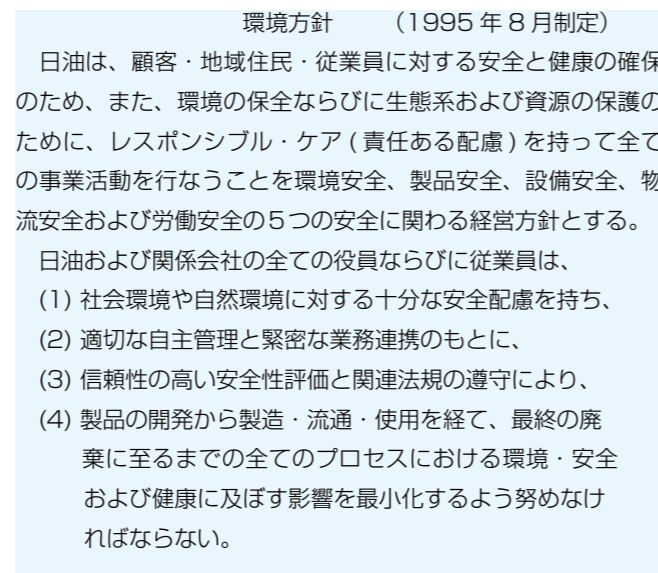 環境方針　　（1995 年 8 月制定）
日油は、顧客・地域住民・従業員に対する安全と健康の確保
のため、また、環境の保全ならびに生態系および資源の保護の
ために、レスポンシブル・ケア ( 責任ある配慮 ) を持って全て
の事業活動を行なうことを環境安全、製品安全、設備安全、物
流安全および労働安全の５つの安全に関わる経営方針とする。
日油および関係会社の全ての役員ならびに従業員は、
(1) 社会環境や自然環境に対する十分な安全配慮を持ち、
(2) 適切な自主管理と緊密な業務連携のもとに、
(3) 信頼性の高い安全性評価と関連法規の遵守により、
(4) 製品の開発から製造・流通・使用を経て、最終の廃
棄に至るまでの全てのプロセスにおける環境・安全
および健康に及ぼす影響を最小化するよう努めなけ
ればならない。